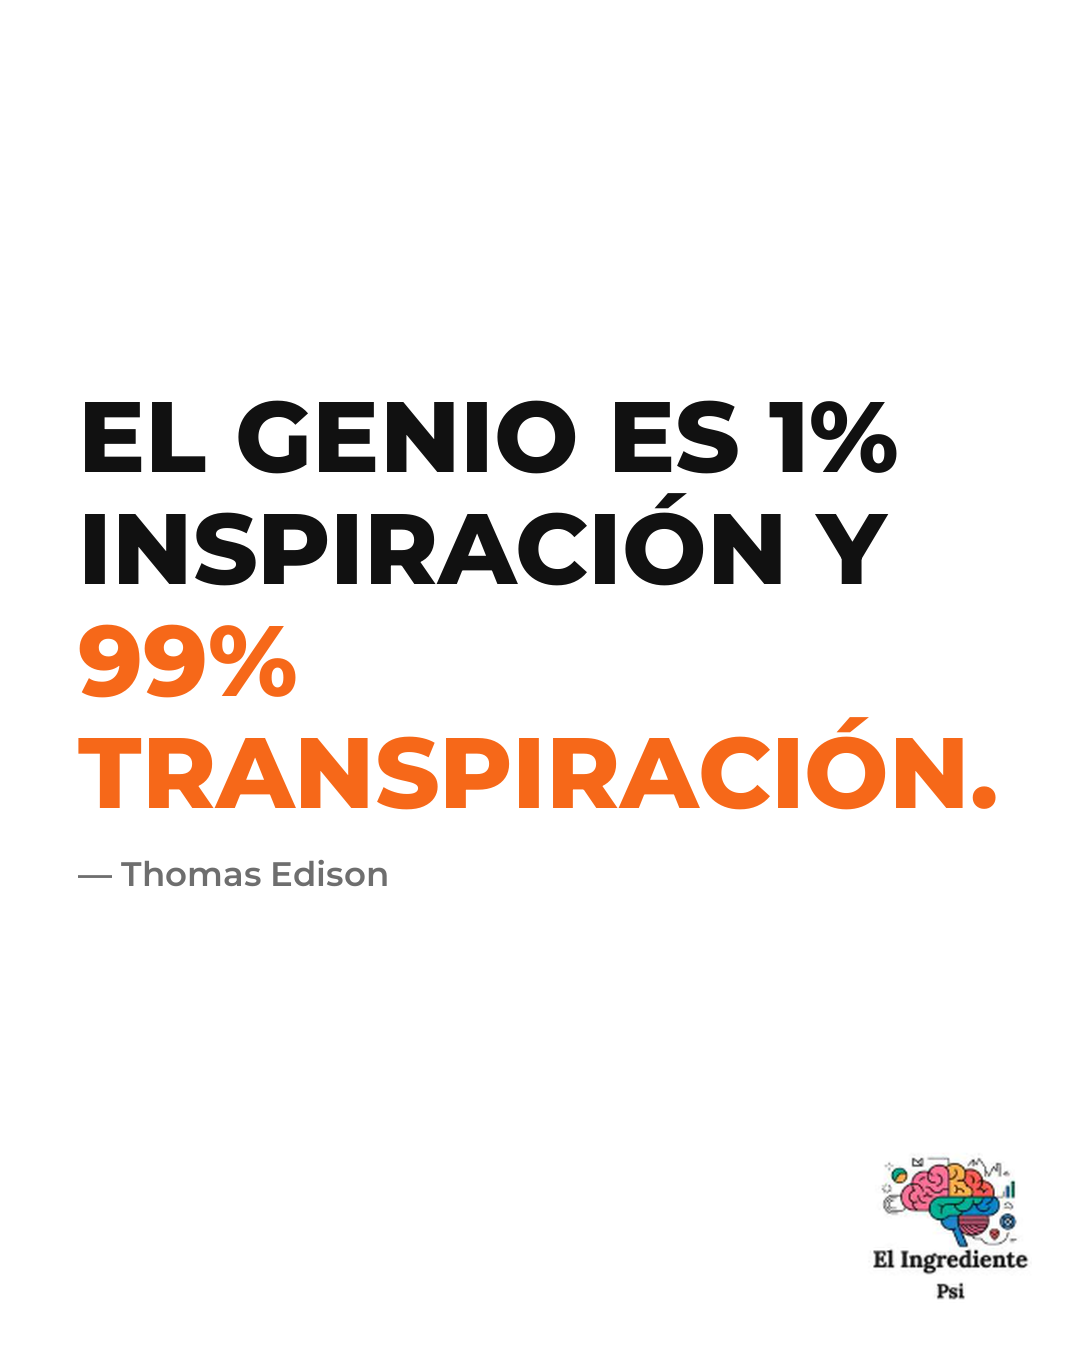 EL GENIO ES 1%
INSPIRACIÓN Y
99%
TRANSPIRACIÓN.
— Thomas Edison
El Ingrediente
Psi